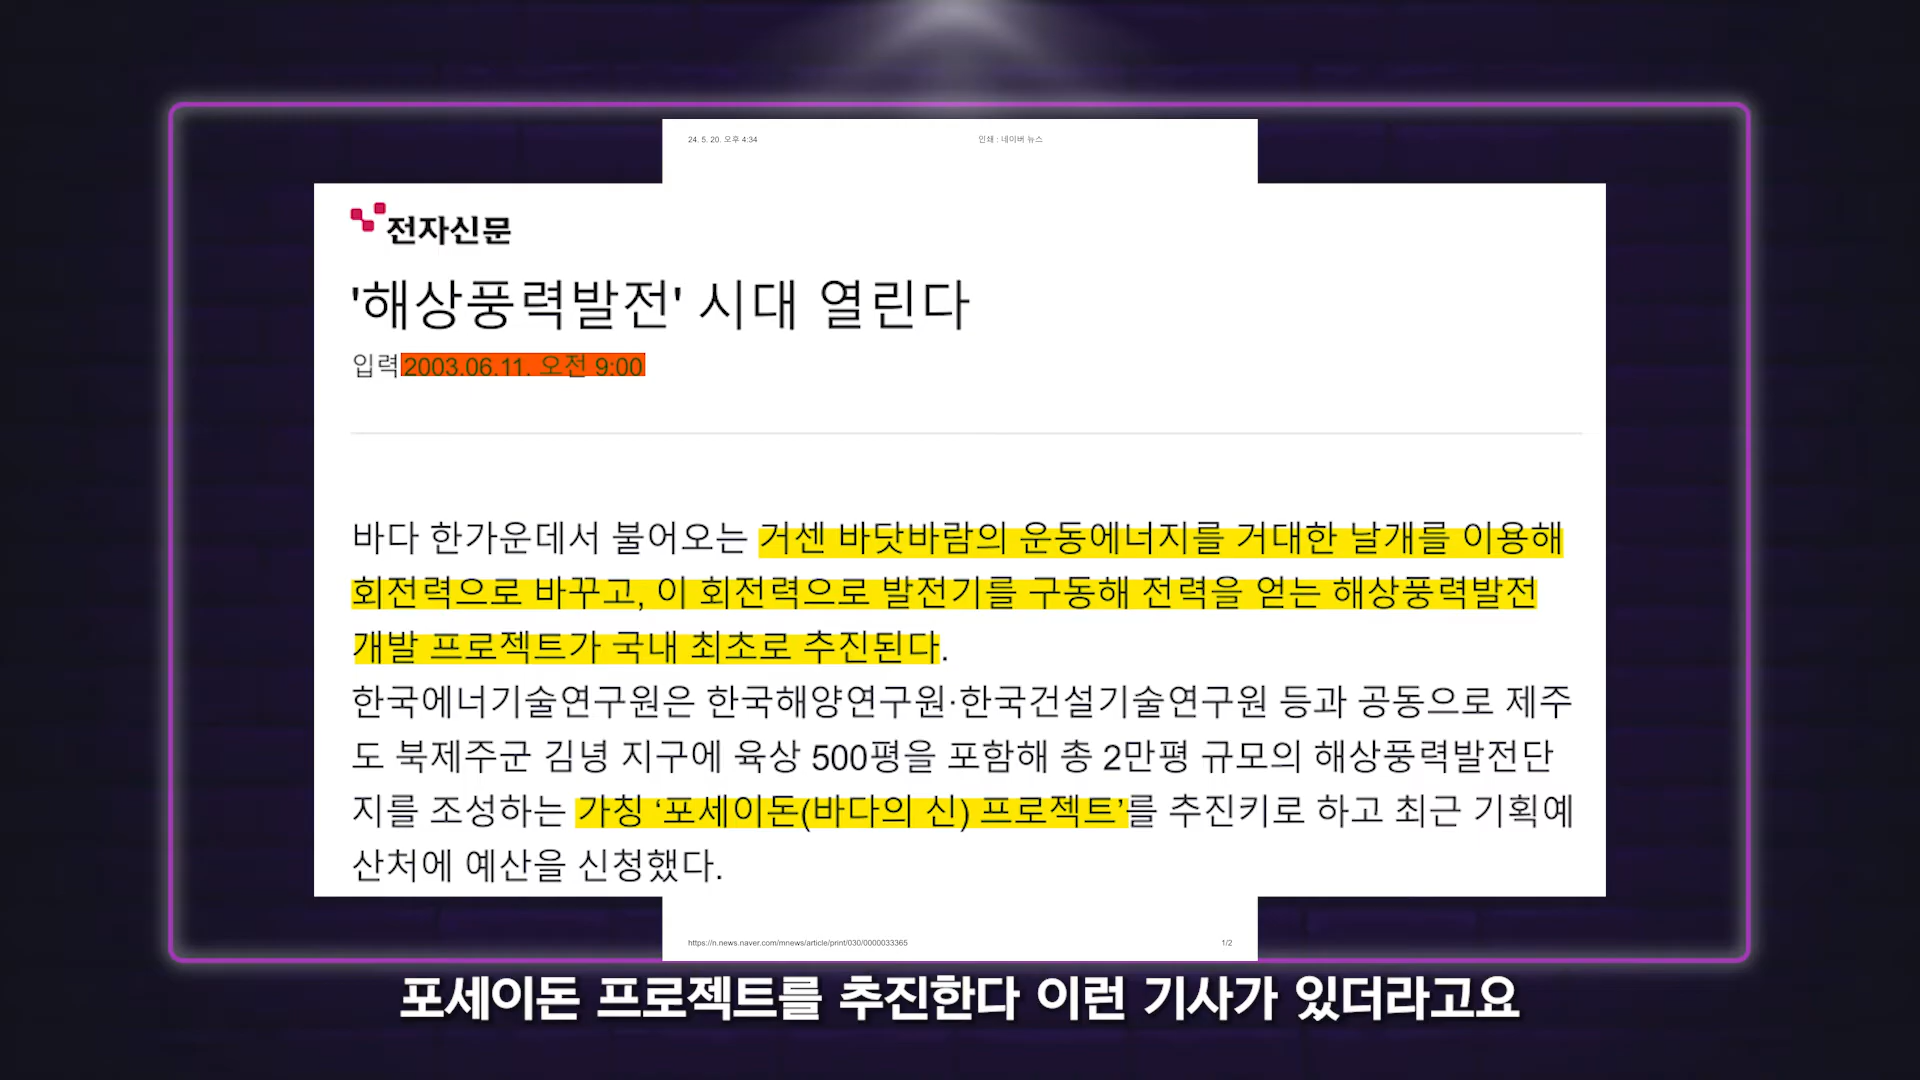 24. 5. 20. 오후 4:34
인쇄 : 네이버 뉴스
전자신문
'해상풍력발전' 시대 열린다
입력 2003.06.11. 오전 9:00
바다 한가운데서 불어오는 거센 바닷바람의 운동에너지를 거대한 날개를 이용해
회전력으로 바꾸고, 이 회전력으로 발전기를 구동해 전력을 얻는 해상풍력발전
개발 프로젝트가 국내 최초로 추진된다.
한국에너기술연구원은 한국해양연구원·한국건설기술연구원 등과 공동으로 제주
도 북제주군 김녕 지구에 육상 500평을 포함해 총 2만평 규모의 해상풍력발전단
지를 조성하는 가칭 ‘포세이돈(바다의 신) 프로젝트’를 추진키로 하고 최근 기획예
산처에 예산을 신청했다.
https://n.news.naver.com/mnews/article/print/030/0000033365
1/2
포세이돈 프로젝트를 추진한다 이런 기사가 있더라고요